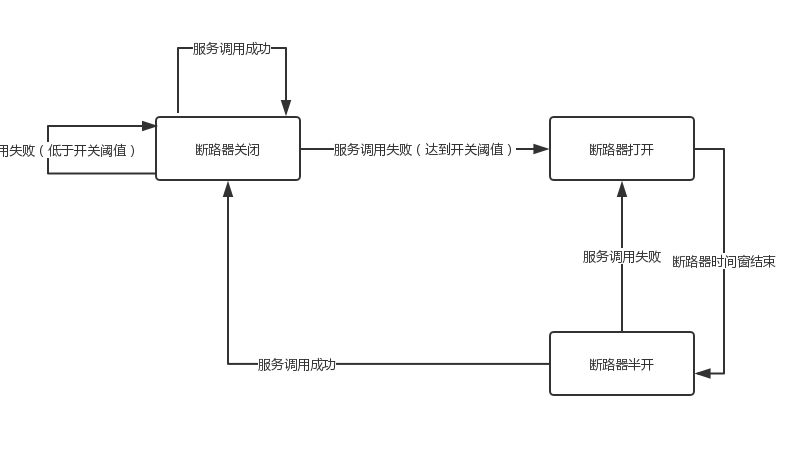 服务调用成功
用失败（低于开关阈值）
断路器关闭
服务调用失败（达到开关阈值）
断路器打开
服务调用失败
断路器时间窗结束
服务调用成功
断路器半开